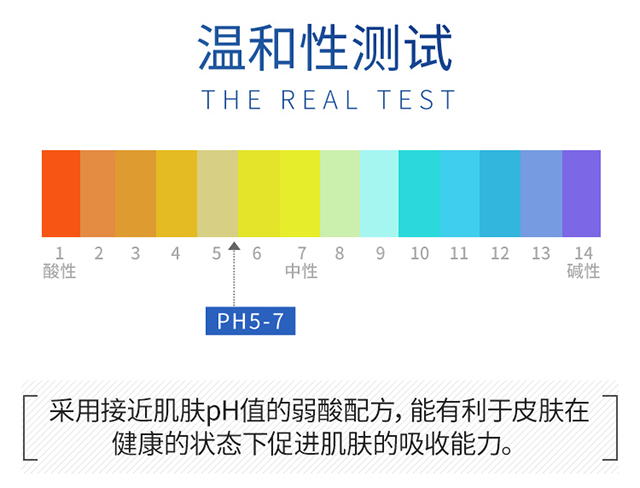 温和性测试
THE REAL TEST
1 2 3 4 5 6 7 8 9 10 11 12 13 14
酸性 中性 碱性
PH5-7
采用接近肌肤pH值的弱酸配方，能有利于皮肤在
健康的状态下促进肌肤的吸收能力。